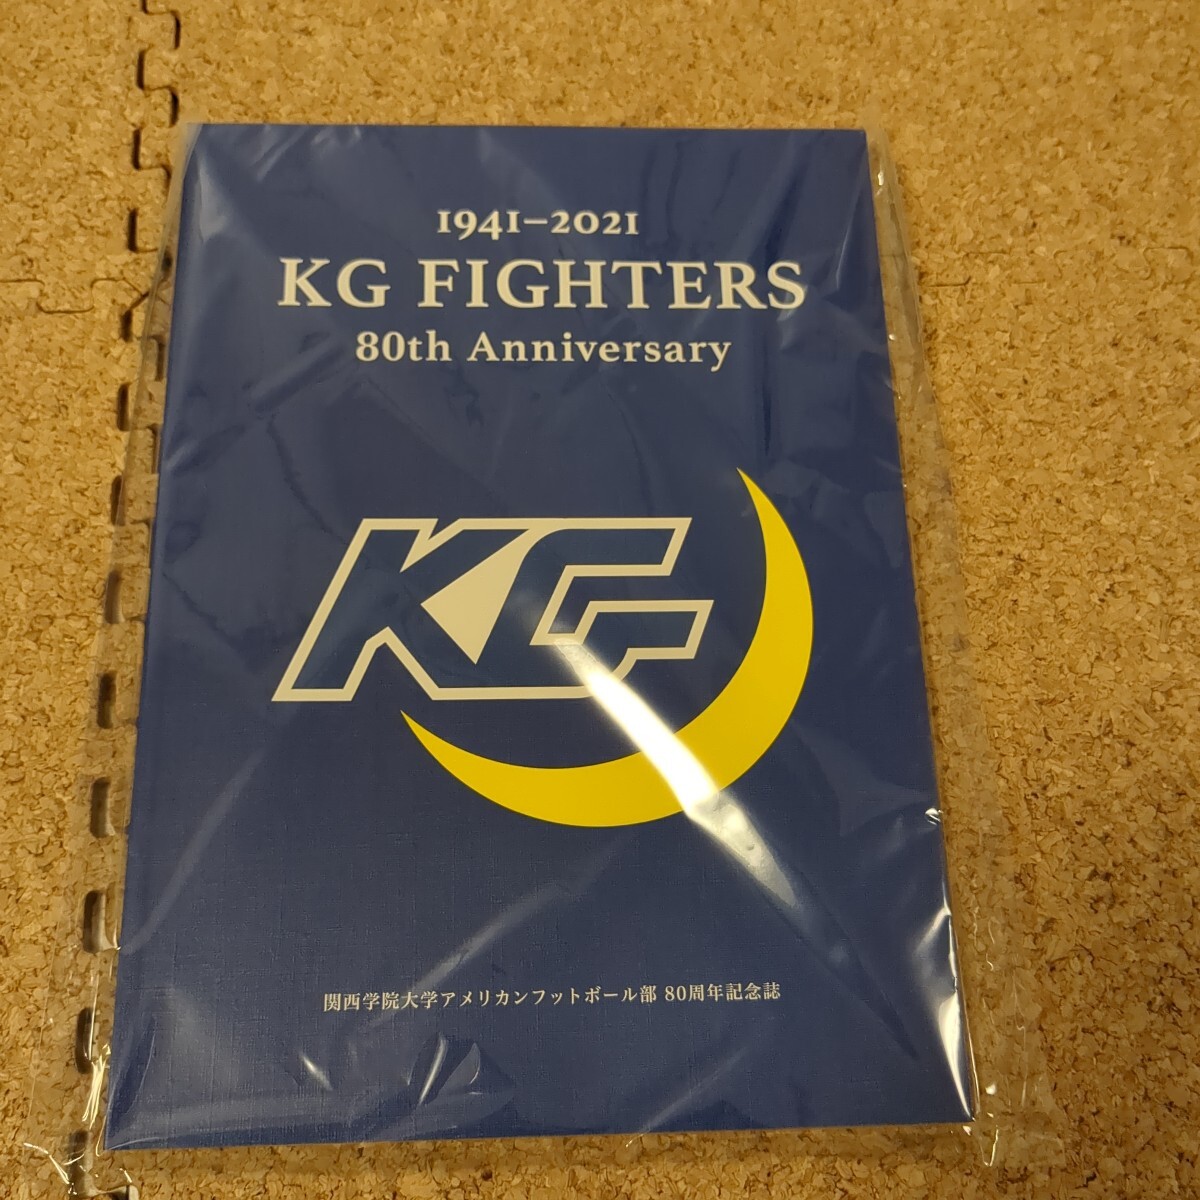 1941–2021
KG FIGHTERS
80th Anniversary
KG
関西学院大学アメリカンフットボール部 80周年記念誌